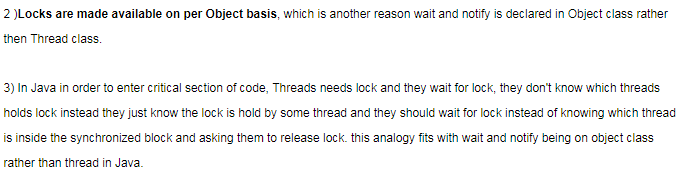 2 )Locks are made available on per Object basis, which is another reason wait and notify is declared in Object class rather
then Thread class.
3) In Java in order to enter critical section of code, Threads needs lock and they wait for lock, they don't know which threads
holds lock instead they just know the lock is hold by some thread and they should wait for lock instead of knowing which thread
is inside the synchronized block and asking them to release lock. this analogy fits with wait and notify being on object class
rather than thread in Java.